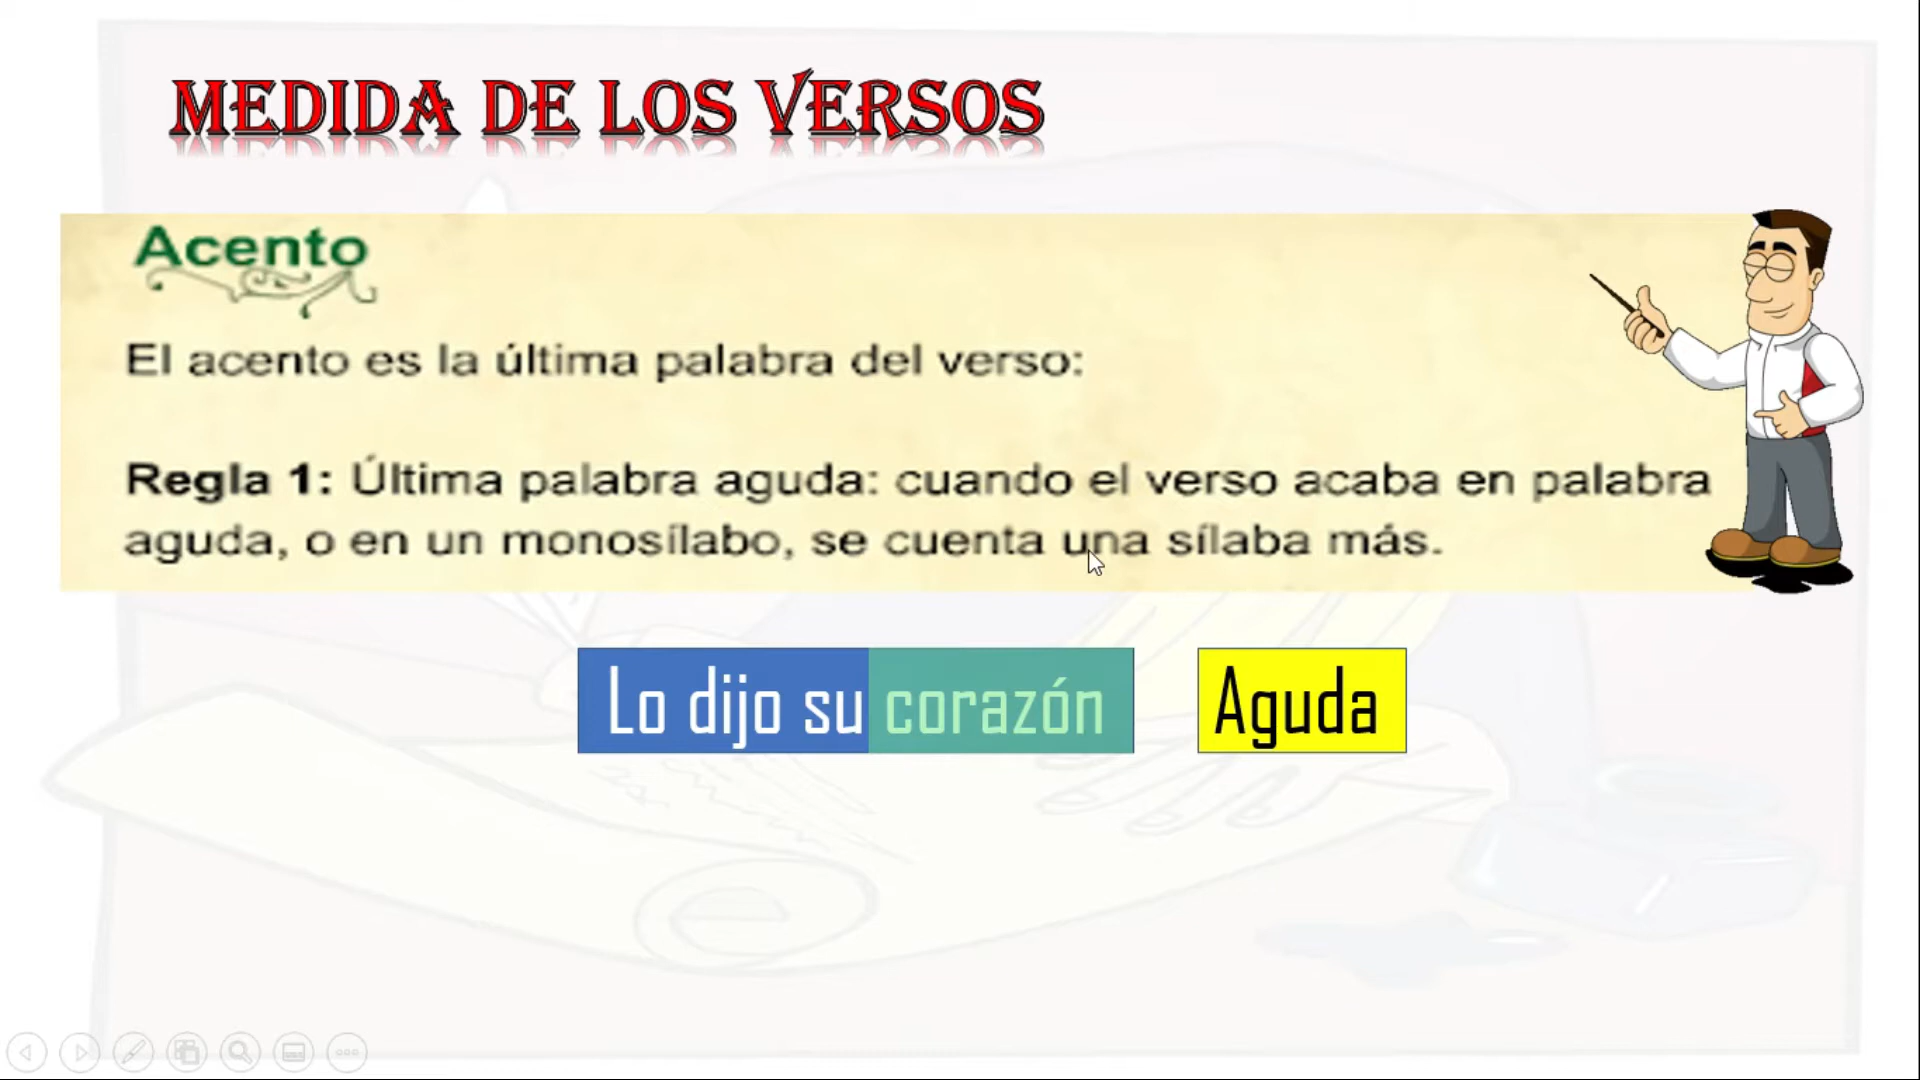 MEDIDA DE LOS VERSOS
Acento
El acento es la última palabra del verso:
Regla 1: Última palabra aguda: cuando el verso acaba en palabra
aguda, o en un monosílabo, se cuenta una sílaba más.
Lo dijo su corazón
Aguda